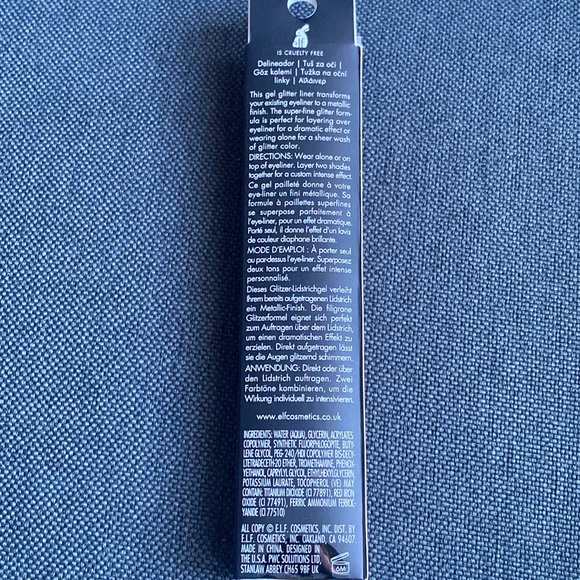 e.l.f.
IS CRUELTY FREE
Delineador | Tuš za oči |
Göz kalemi | Tužka na oční
linky | Αϊλάινερ
This gel glitter liner transforms
your existing eyeliner to a metallic
finish. The super-fine glitter form-
ula is perfect for layering over
eyeliner for a dramatic effect or
wearing alone for a sheer wash
of glitter color.
DIRECTIONS: Wear alone or on
top of eyeliner. Layer two shades
together for a custom intense effect.
Ce gel pailleté donne à votre
eye-liner un fini métallique. Sa
formule à paillettes superfines
se superpose parfaitement à
l'eye-liner, pour un effet dramatique.
Porté seul, il donne l'effet d'un lavis
de couleur diaphane brillante.
MODE D'EMPLOI : À porter seul
ou par-dessus l'eye-liner. Superposez
deux tons pour un effet intense
personnalisé.
Dieses Glitzer-Lidstrichgel verleiht
Ihrem bereits aufgetragenen Lidstrich
ein Metallic-Finish. Die filigrane
Glitzerformel eignet sich perfekt
zum Auftragen über dem Lidstrich,
um einen dramatischen Effekt zu
erzielen. Direkt aufgetragen lässt
sie die Augen glitzernd schimmern.
ANWENDUNG: Direkt oder über
den Lidstrich auftragen. Zwei
Farbtöne kombinieren, um die
Wirkung individuell zu intensivieren.
www.elfcosmetics.co.uk
INGREDIENTS: WATER (AQUA), GLYCERIN, ACRYLATES
COPOLYMER, SYNTHETIC FLUORPHLOGOPITE, BUTY-
LENE GLYCOL, PEG-240/HDI COPOLYMER BIS-DECY-
LTETRADECETH-20 ETHER, TROMETHAMINE, PHENOX-
YETHANOL, CAPRYLYL GLYCOL, ETHYLHEXYLGLYCERIN,
POTASSIUM LAURATE, TOCOPHEROL (VE) MAY
CONTAIN: TITANIUM DIOXIDE (CI 77891), RED IRON
OXIDE (CI 77491), FERRIC AMMONIUM FERROC-
YANIDE (CI 77510)
ALL COPY © E.L.F. COSMETICS, INC. DIST. BY
E.L.F. COSMETICS, INC. OAKLAND, CA 94607
MADE IN CHINA. DESIGNED IN
THE U.S.A. PWC SOLUTIONS LTD,
STANLAW ABBEY CH65 9BF UK
6M